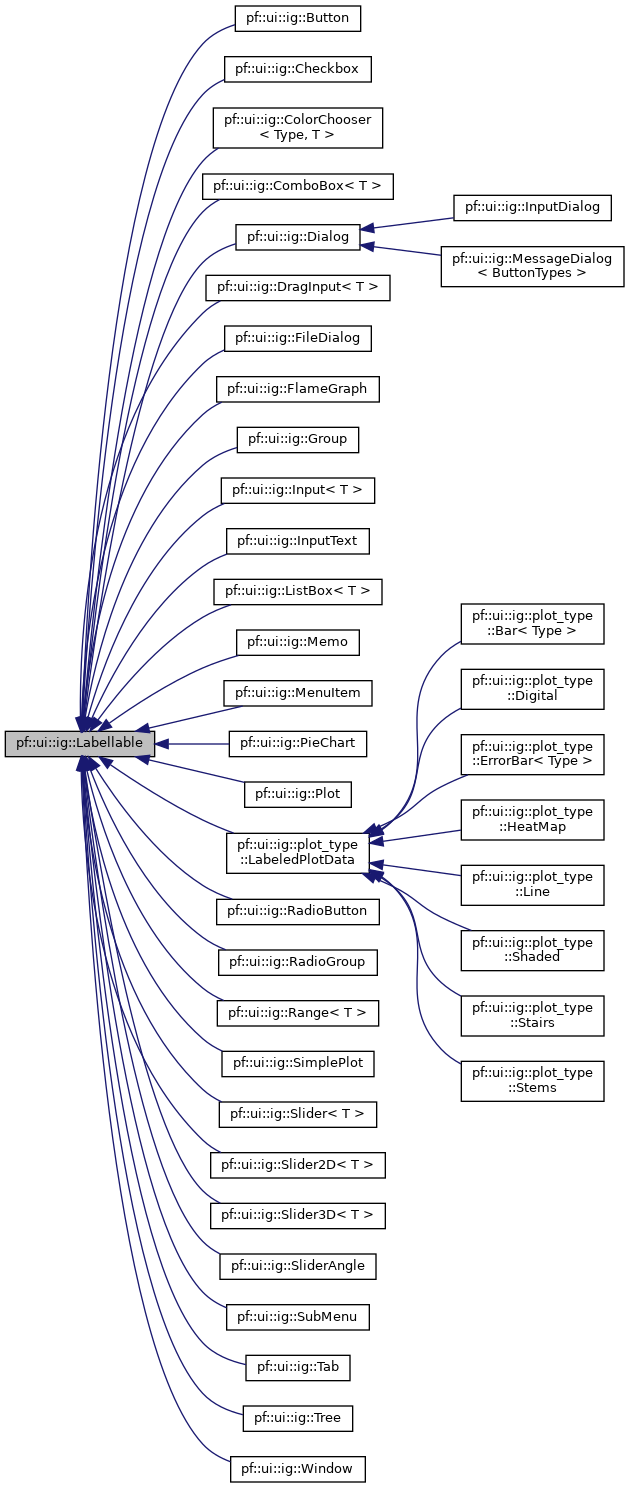 pf::ui::ig::Button
pf::ui::ig::Checkbox
pf::ui::ig::ColorChooser
< Type, T >
pf::ui::ig::ComboBox< T >
pf::ui::ig::Dialog
pf::ui::ig::InputDialog
pf::ui::ig::MessageDialog
< ButtonTypes >
pf::ui::ig::DragInput< T >
pf::ui::ig::FileDialog
pf::ui::ig::FlameGraph
pf::ui::ig::Group
pf::ui::ig::Input< T >
pf::ui::ig::InputText
pf::ui::ig::ListBox< T >
pf::ui::ig::Memo
pf::ui::ig::MenuItem
pf::ui::ig::Labellable
pf::ui::ig::PieChart
pf::ui::ig::Plot
pf::ui::ig::plot_type
::LabeledPlotData
pf::ui::ig::plot_type
::Bar< Type >
pf::ui::ig::plot_type
::Digital
pf::ui::ig::plot_type
::ErrorBar< Type >
pf::ui::ig::plot_type
::HeatMap
pf::ui::ig::plot_type
::Line
pf::ui::ig::plot_type
::Shaded
pf::ui::ig::plot_type
::Stairs
pf::ui::ig::plot_type
::Stems
pf::ui::ig::RadioButton
pf::ui::ig::RadioGroup
pf::ui::ig::Range< T >
pf::ui::ig::SimplePlot
pf::ui::ig::Slider< T >
pf::ui::ig::Slider2D< T >
pf::ui::ig::Slider3D< T >
pf::ui::ig::SliderAngle
pf::ui::ig::SubMenu
pf::ui::ig::Tab
pf::ui::ig::Tree
pf::ui::ig::Window